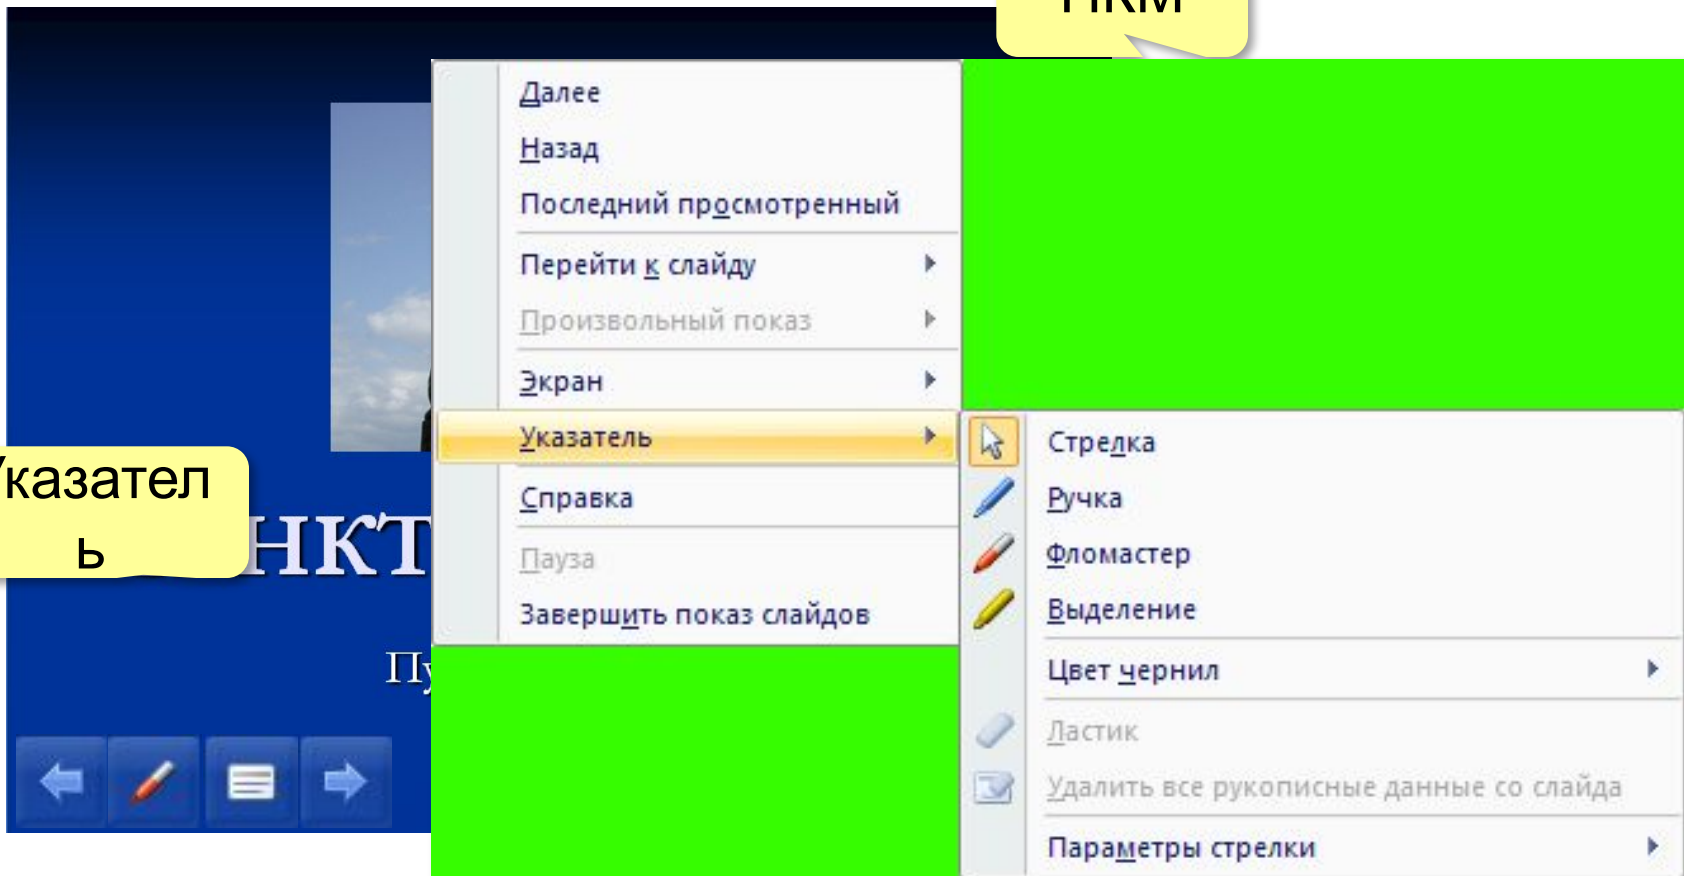 ПКМ
Далее
Назад
Последний просмотренный
Перейти к слайду
Произвольный показ
Экран
Указатель
Справка
Пауза
Завершить показ слайдов
Стрелка
Ручка
Фломастер
Выделение
Цвет чернил
Ластик
Удалить все рукописные данные со слайда
Параметры стрелки
Указател
ь
нкт
Пу